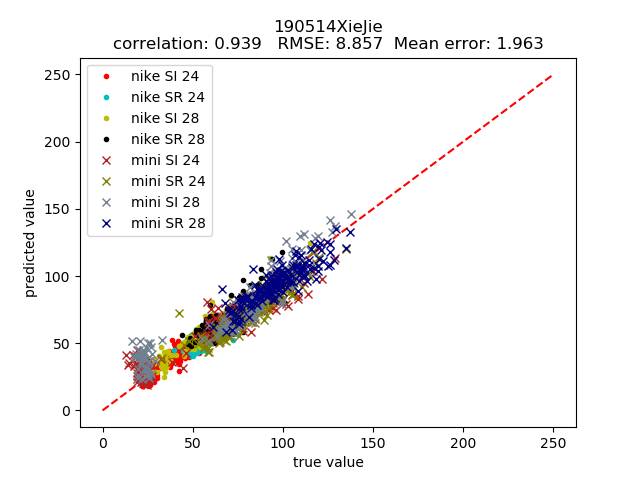 190514XieJie
correlation: 0.939   RMSE: 8.857  Mean error: 1.963
nike SI 24
nike SR 24
nike SI 28
nike SR 28
mini SI 24
mini SR 24
mini SI 28
mini SR 28
250
200
150
100
50
0
predicted value
0 50 100 150 200 250
true value